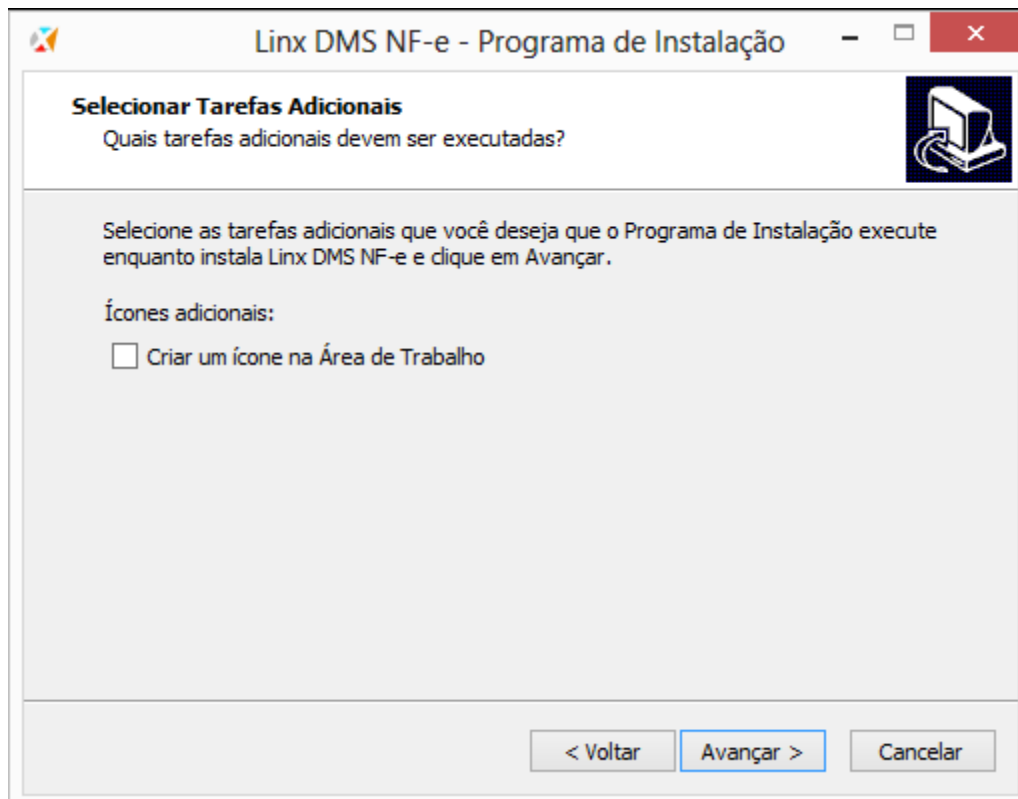 Linx DMS NF-e - Programa de Instalação
Selecionar Tarefas Adicionais
Quais tarefas adicionais devem ser executadas?
Selecione as tarefas adicionais que você deseja que o Programa de Instalação execute
enquanto instala Linx DMS NF-e e clique em Avançar.
Ícones adicionais:
Criar um ícone na Área de Trabalho
< Voltar
Avançar >
Cancelar